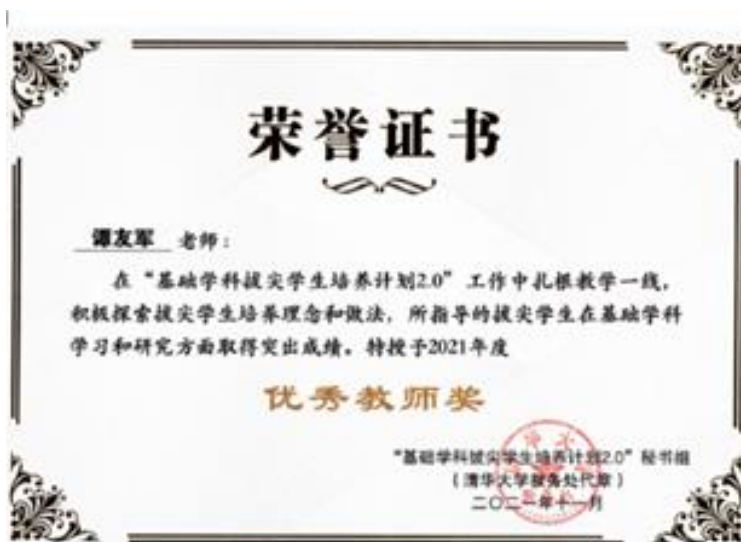 荣誉证书
谭友军 老师：
在“基础学科拔尖学生培养计划2.0”工作中扎根教学一线，
积极探索拔尖学生培养理念和做法，所指导的拔尖学生在基础学科
学习和研究方面取得突出成绩。特授于2021年度
优秀教师奖
“基础学科拔尖学生培养计划2.0”秘书组
（清华大学教务处代章）
二〇二一年十一月